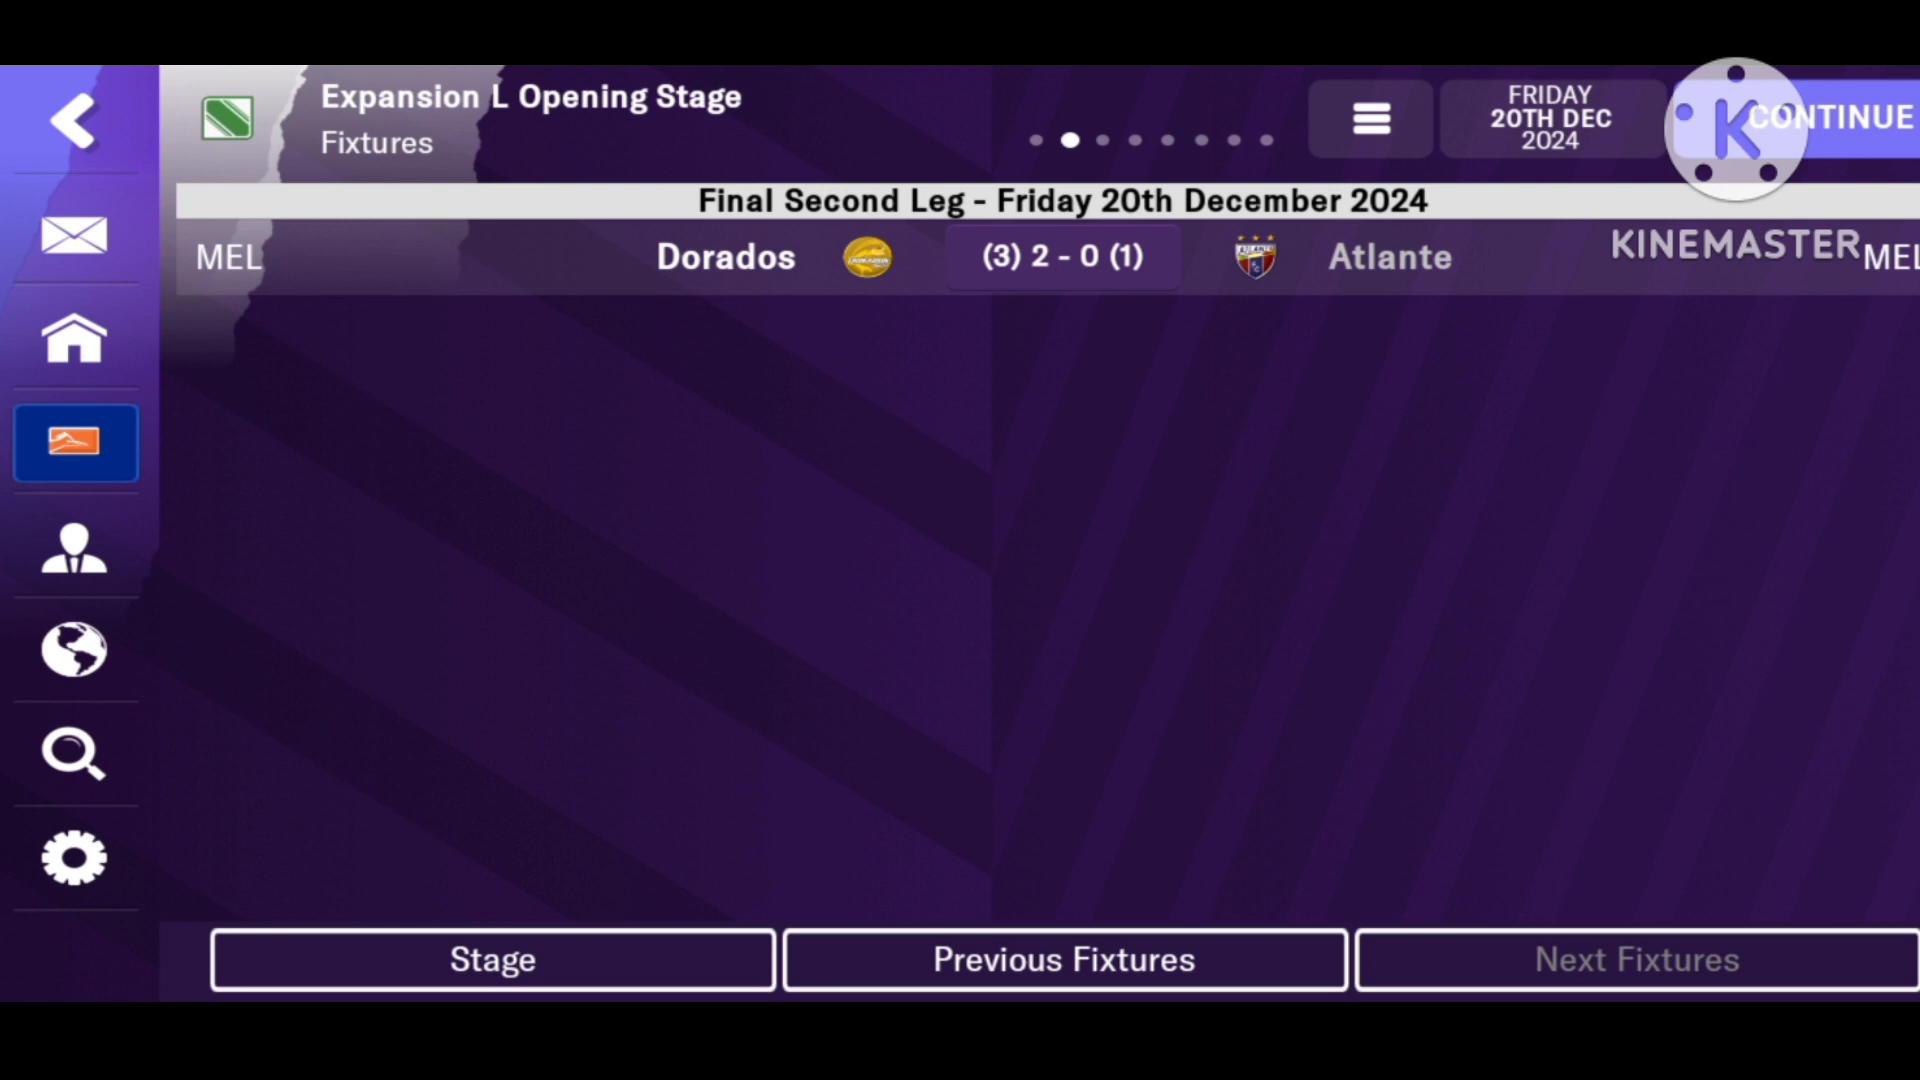 Expansion L Opening Stage
Fixtures
FRIDAY
20TH DEC
2024
CONTINUE
K
Final Second Leg - Friday 20th December 2024
MEL Dorados (3) 2 - 0 (1) ATLANTE Atlante MEL
KINEMASTER
Stage Previous Fixtures Next Fixtures